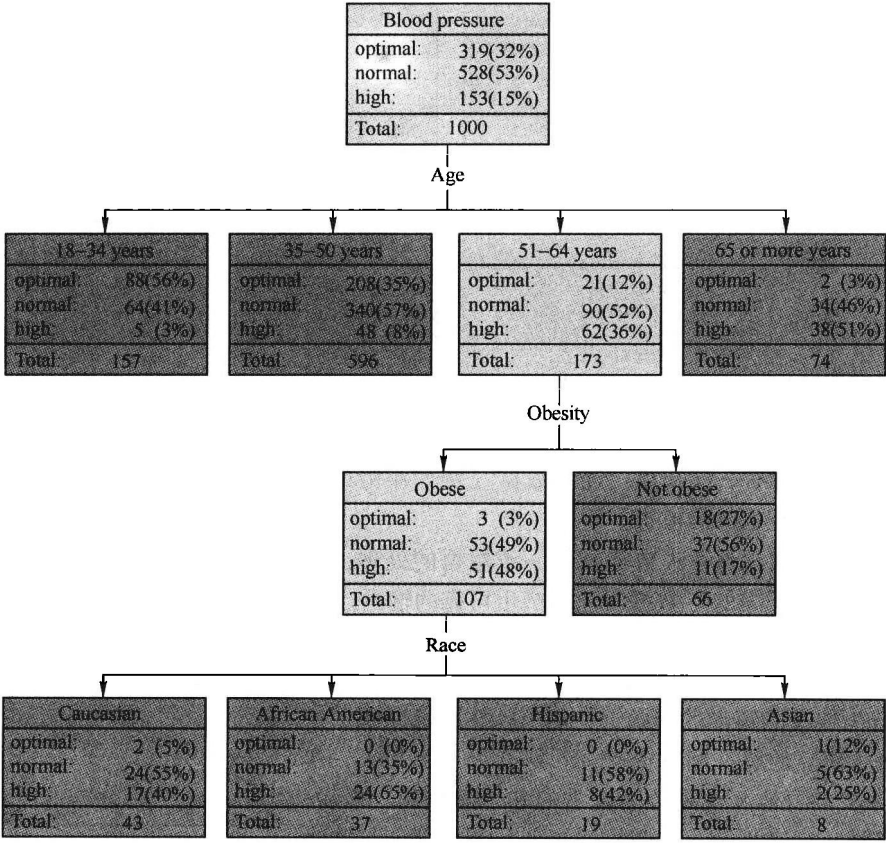 Blood pressure
optimal: 319(32%)
normal: 528(53%)
high: 153(15%)
Total: 1000
Age
18–34 years
optimal: 88(56%)
normal: 64(41%)
high: 5 (3%)
Total: 157
35–50 years
optimal: 208(35%)
normal: 340(57%)
high: 48 (8%)
Total: 596
51–64 years
optimal: 21(12%)
normal: 90(52%)
high: 62(36%)
Total: 173
65 or more years
optimal: 2 (3%)
normal: 34(46%)
high: 38(51%)
Total: 74
Obesity
Obese
optimal: 3 (3%)
normal: 53(49%)
high: 51(48%)
Total: 107
Not obese
optimal: 18(27%)
normal: 37(56%)
high: 11(17%)
Total: 66
Race
Caucasian
optimal: 2 (5%)
normal: 24(55%)
high: 17(40%)
Total: 43
African American
optimal: 0 (0%)
normal: 13(35%)
high: 24(65%)
Total: 37
Hispanic
optimal: 0 (0%)
normal: 11(58%)
high: 8(42%)
Total: 19
Asian
optimal: 1(12%)
normal: 5(63%)
high: 2(25%)
Total: 8